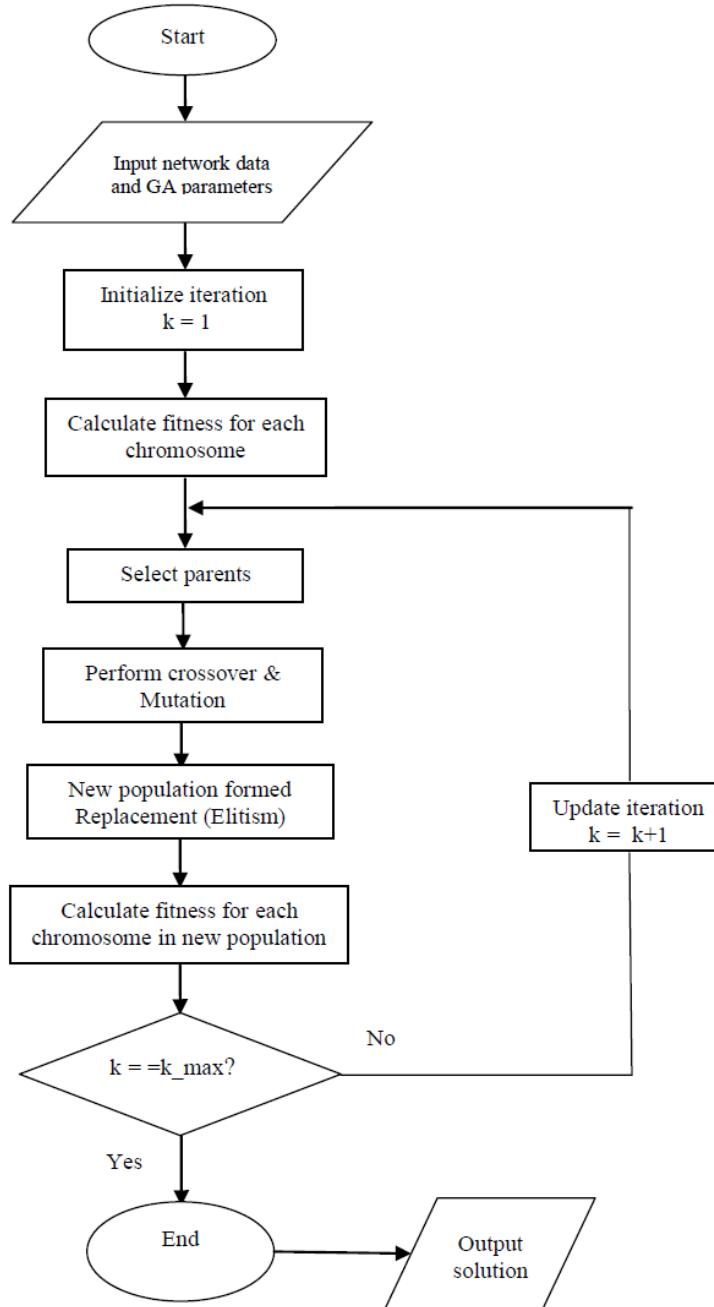 Start
Input network data
and GA parameters
Initialize iteration
k = 1
Calculate fitness for each
chromosome
Select parents
Perform crossover &
Mutation
New population formed
Replacement (Elitism)
Update iteration
k = k+1
Calculate fitness for each
chromosome in new population
k = =k_max?
No
Yes
End
Output
solution